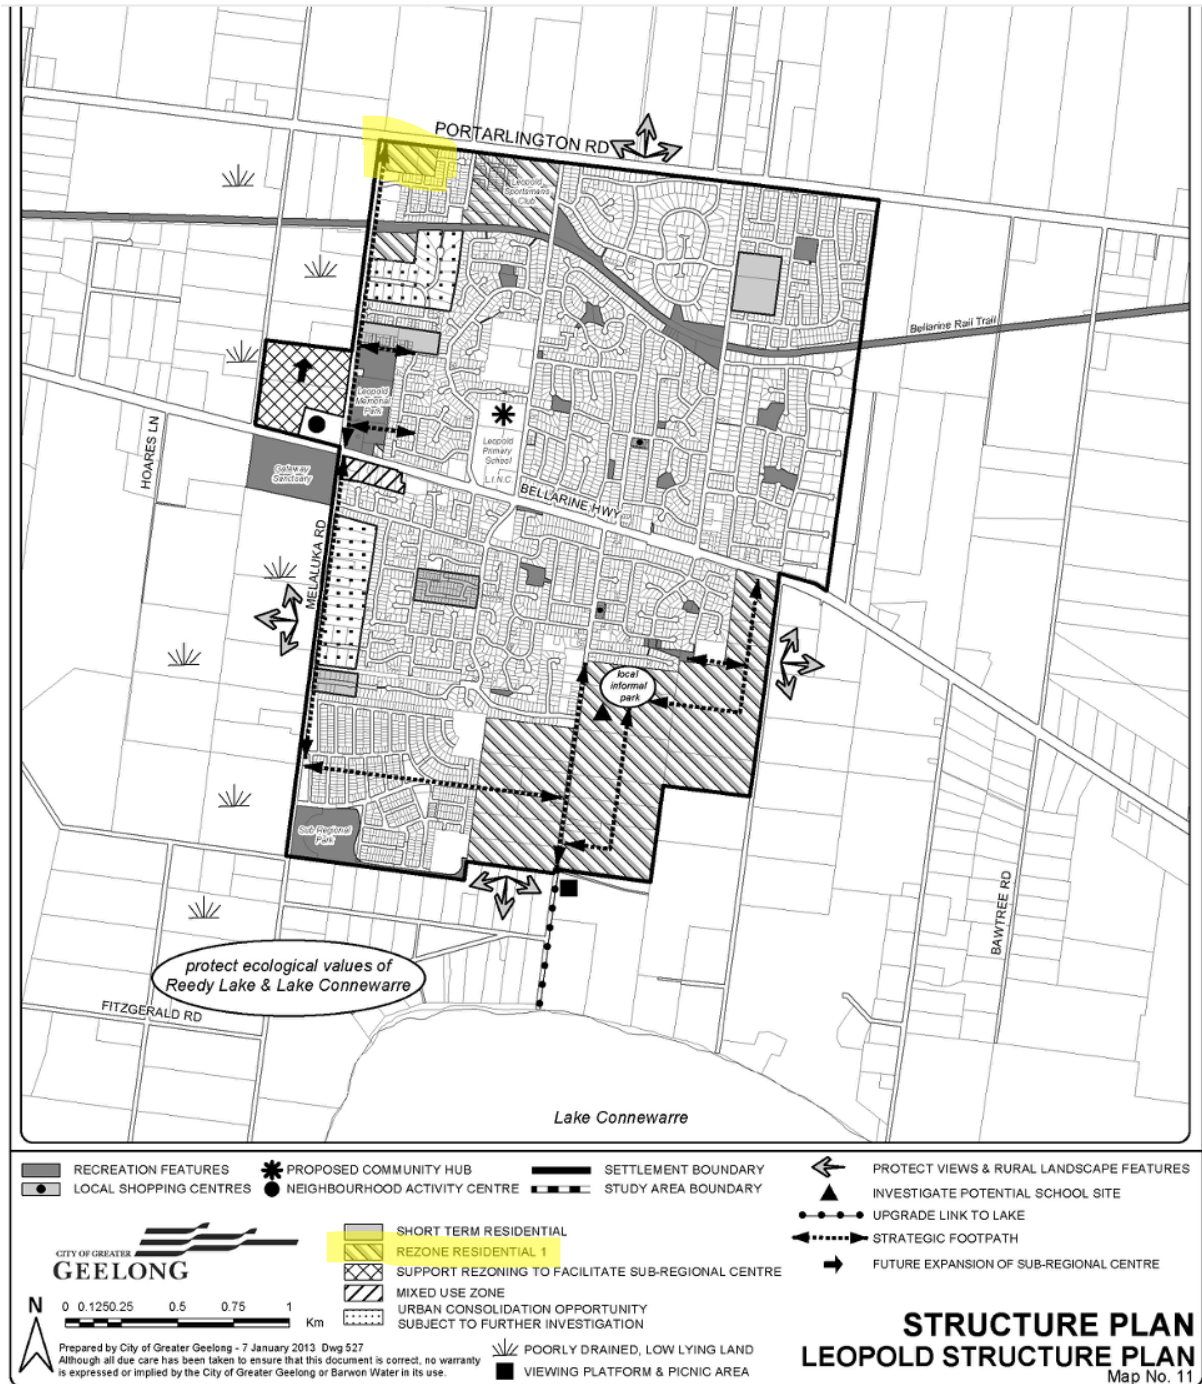 PORTARLINGTON RD
Leopold
Sportsmans
Club
Bellarine Rail Trail
Leopold
Memorial
Park
HOARES LN
Leopold
Primary
School
L.I.N.C.
Gateway
Sanctuary
BELLARINE HWY
MELALUKA RD
local
informal
park
Sub Regional
Park
BAWTREE RD
protect ecological values of
Reedy Lake & Lake Connewarre
FITZGERALD RD
Lake Connewarre
RECREATION FEATURES
LOCAL SHOPPING CENTRES
PROPOSED COMMUNITY HUB
NEIGHBOURHOOD ACTIVITY CENTRE
SETTLEMENT BOUNDARY
STUDY AREA BOUNDARY
PROTECT VIEWS & RURAL LANDSCAPE FEATURES
INVESTIGATE POTENTIAL SCHOOL SITE
UPGRADE LINK TO LAKE
STRATEGIC FOOTPATH
FUTURE EXPANSION OF SUB-REGIONAL CENTRE
CITY OF GREATER
GEELONG
SHORT TERM RESIDENTIAL
REZONE RESIDENTIAL 1
SUPPORT REZONING TO FACILITATE SUB-REGIONAL CENTRE
MIXED USE ZONE
URBAN CONSOLIDATION OPPORTUNITY
SUBJECT TO FURTHER INVESTIGATION
POORLY DRAINED, LOW LYING LAND
VIEWING PLATFORM & PICNIC AREA
N
0 0.1250.25 0.5 0.75 1
Km
Prepared by City of Greater Geelong - 7 January 2013 Dwg 527
Although all due care has been taken to ensure that this document is correct, no warranty
is expressed or implied by the City of Greater Geelong or Barwon Water in its use.
STRUCTURE PLAN
LEOPOLD STRUCTURE PLAN
Map No. 11